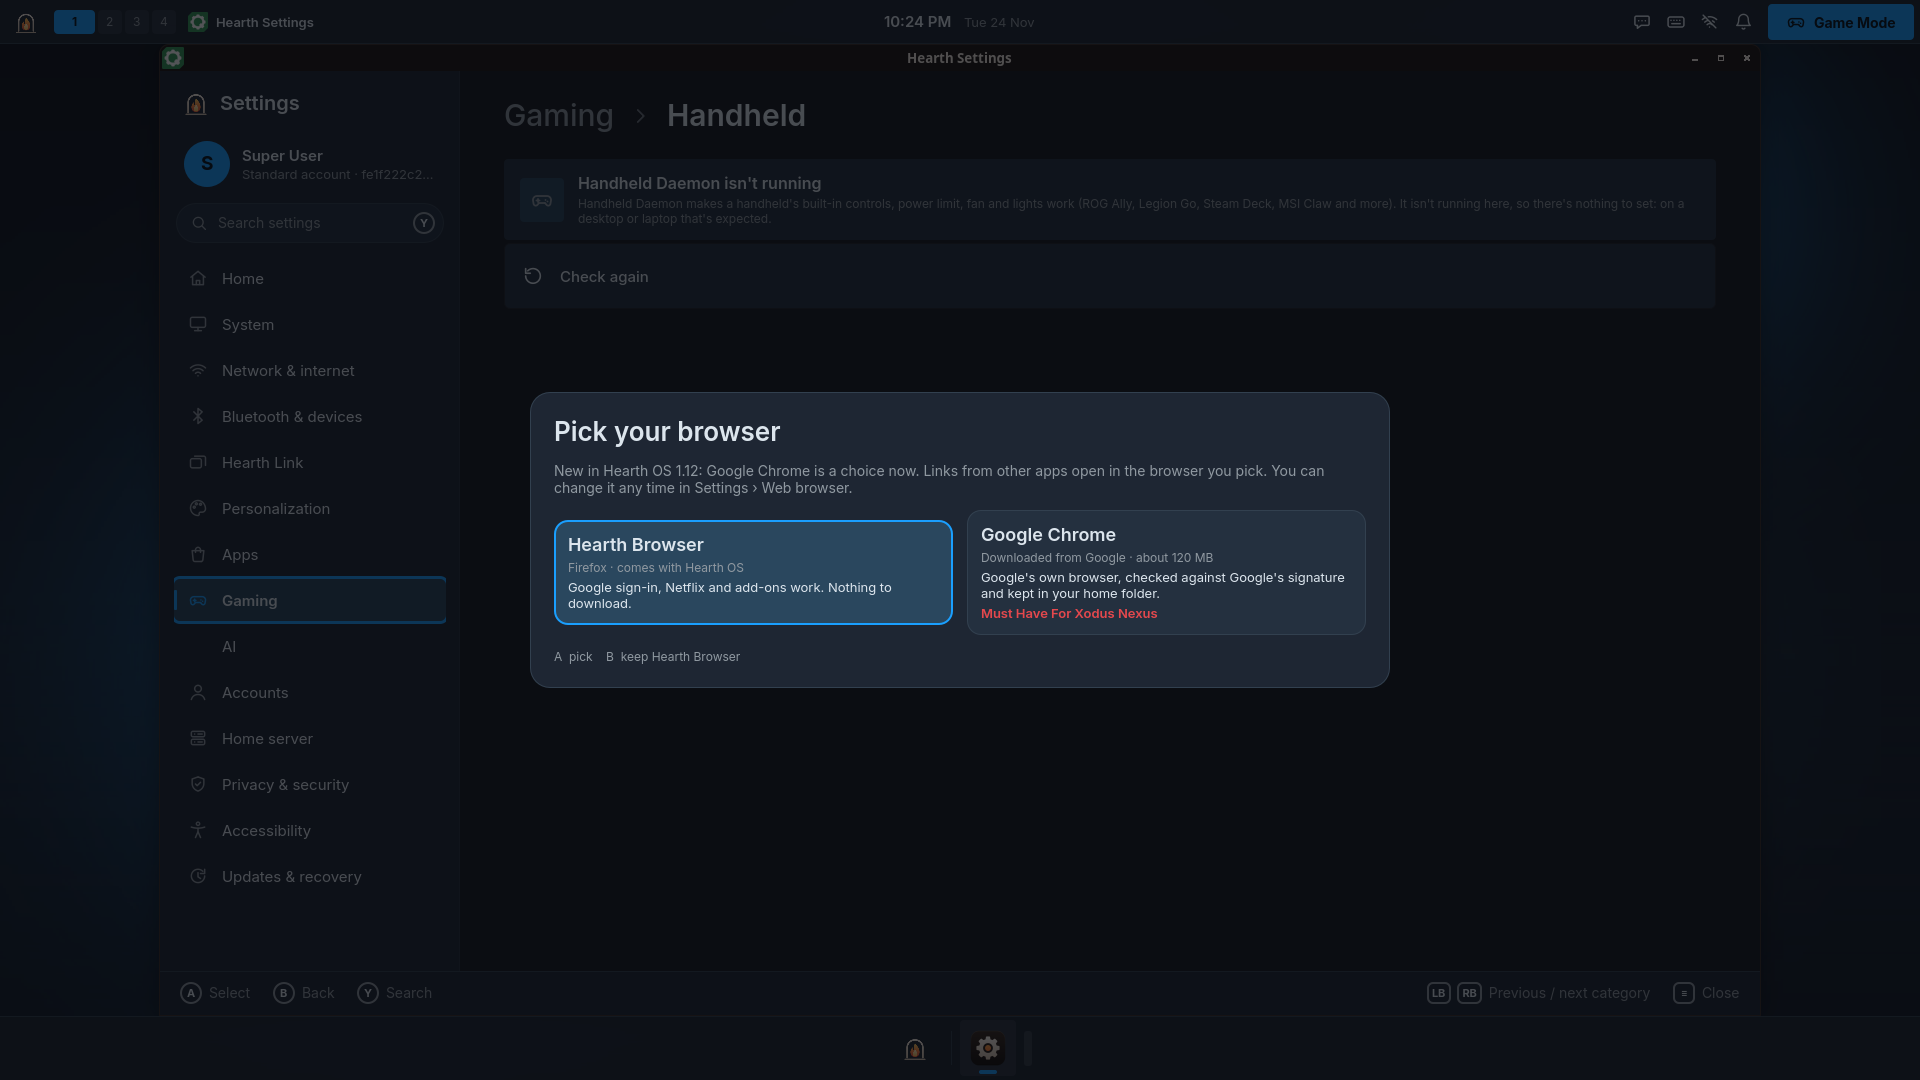 1 2 3 4 Hearth Settings 10:24 PM Tue 24 Nov Game Mode
Hearth Settings
Settings
S
Super User
Standard account · fe1f222c2...
Search settings Y
Home
System
Network & internet
Bluetooth & devices
Hearth Link
Personalization
Apps
Gaming
AI
Accounts
Home server
Privacy & security
Accessibility
Updates & recovery
Gaming > Handheld
Handheld Daemon isn't running
Handheld Daemon makes a handheld's built-in controls, power limit, fan and lights work (ROG Ally, Legion Go, Steam Deck, MSI Claw and more). It isn't running here, so there's nothing to set: on a
desktop or laptop that's expected.
Check again
Pick your browser
New in Hearth OS 1.12: Google Chrome is a choice now. Links from other apps open in the browser you pick. You can
change it any time in Settings › Web browser.
Hearth Browser
Firefox · comes with Hearth OS
Google sign-in, Netflix and add-ons work. Nothing to
download.
Google Chrome
Downloaded from Google · about 120 MB
Google's own browser, checked against Google's signature
and kept in your home folder.
Must Have For Xodus Nexus
A pick B keep Hearth Browser
A Select B Back Y Search LB RB Previous / next category ≡ Close